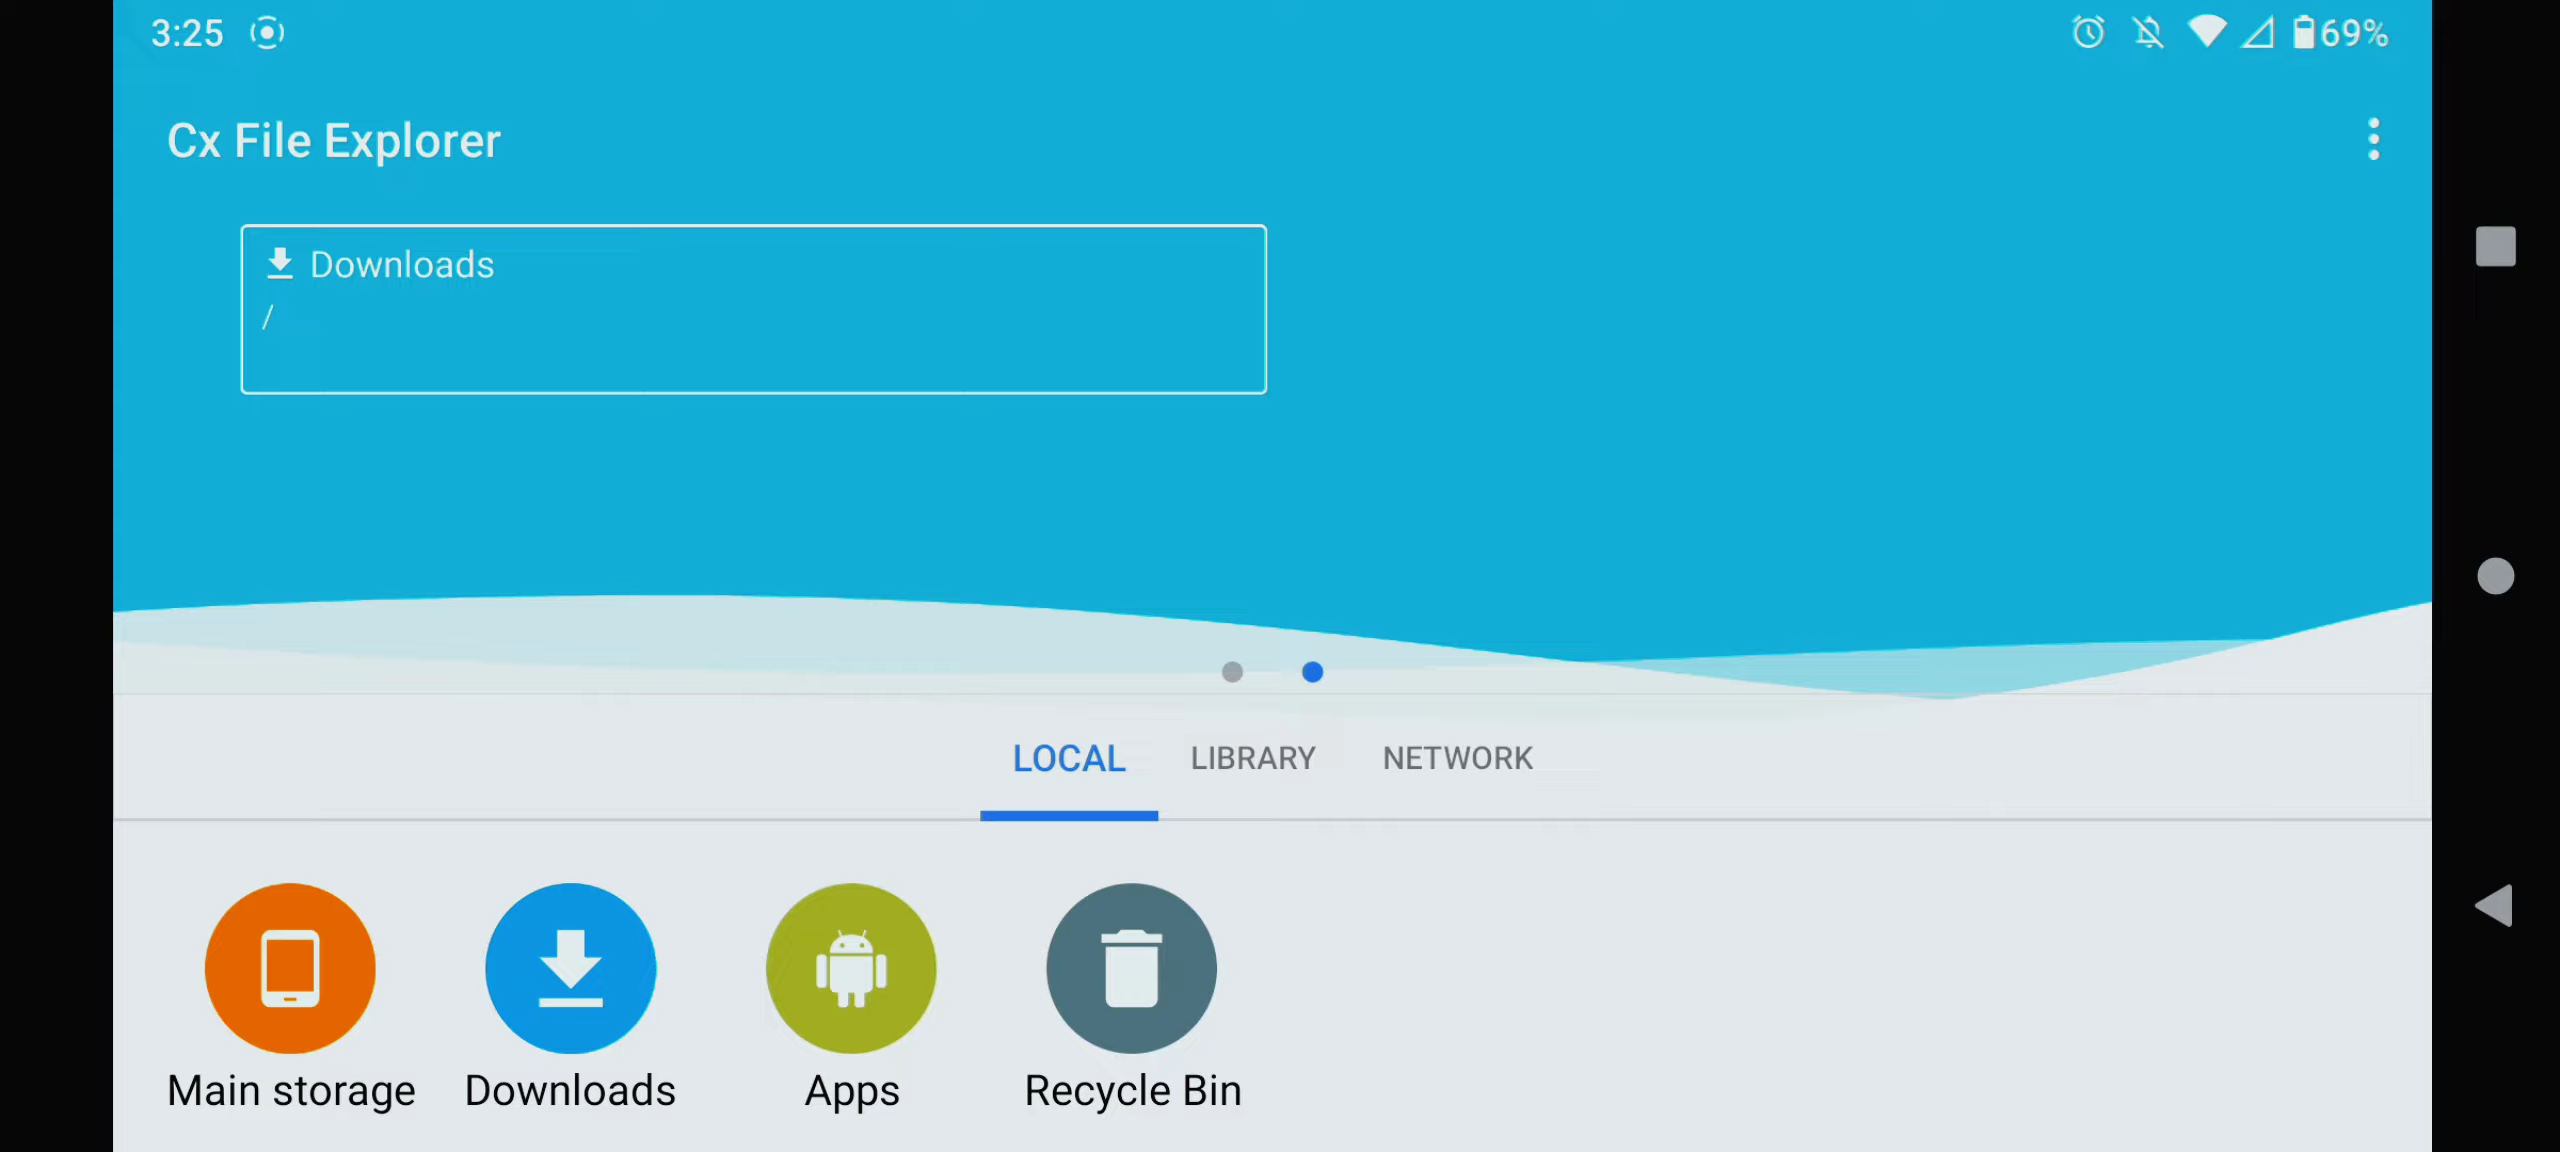 3:25
69%
Cx File Explorer
Downloads
/
LOCAL LIBRARY NETWORK
Main storage Downloads Apps Recycle Bin